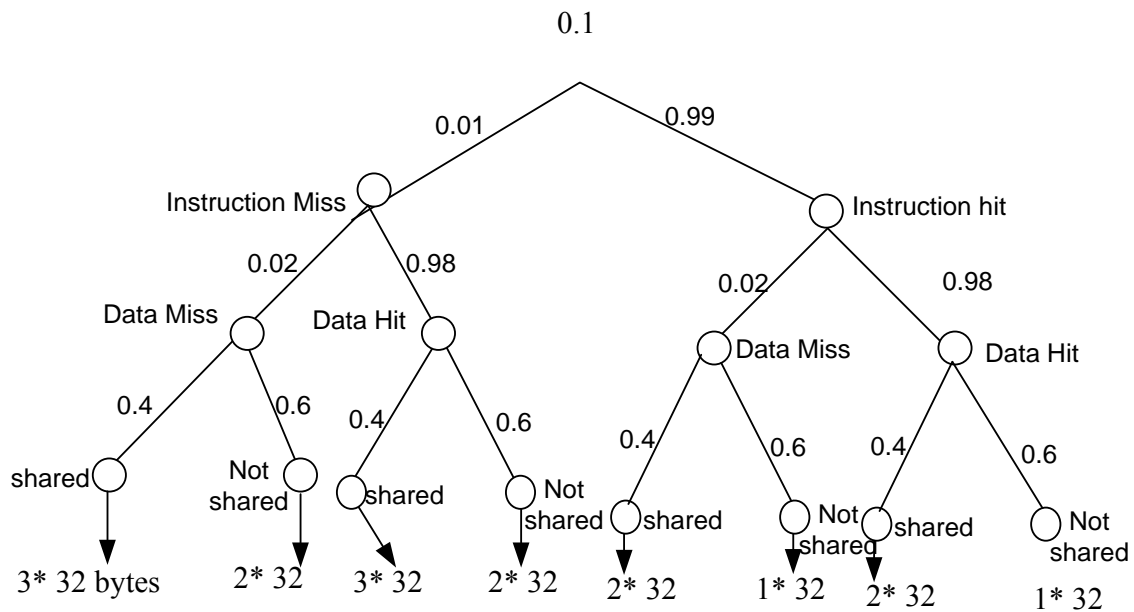 0.1
0.01
0.99
Instruction Miss
Instruction hit
0.02
0.98
0.02
0.98
Data Miss
Data Hit
Data Miss
Data Hit
0.4
0.6
0.4
0.6
0.4
0.6
0.4
0.6
shared
Not
shared
shared
Not
shared
shared
Not
shared
shared
Not
shared
3* 32 bytes
2* 32
3* 32
2* 32
2* 32
1* 32
2* 32
1* 32